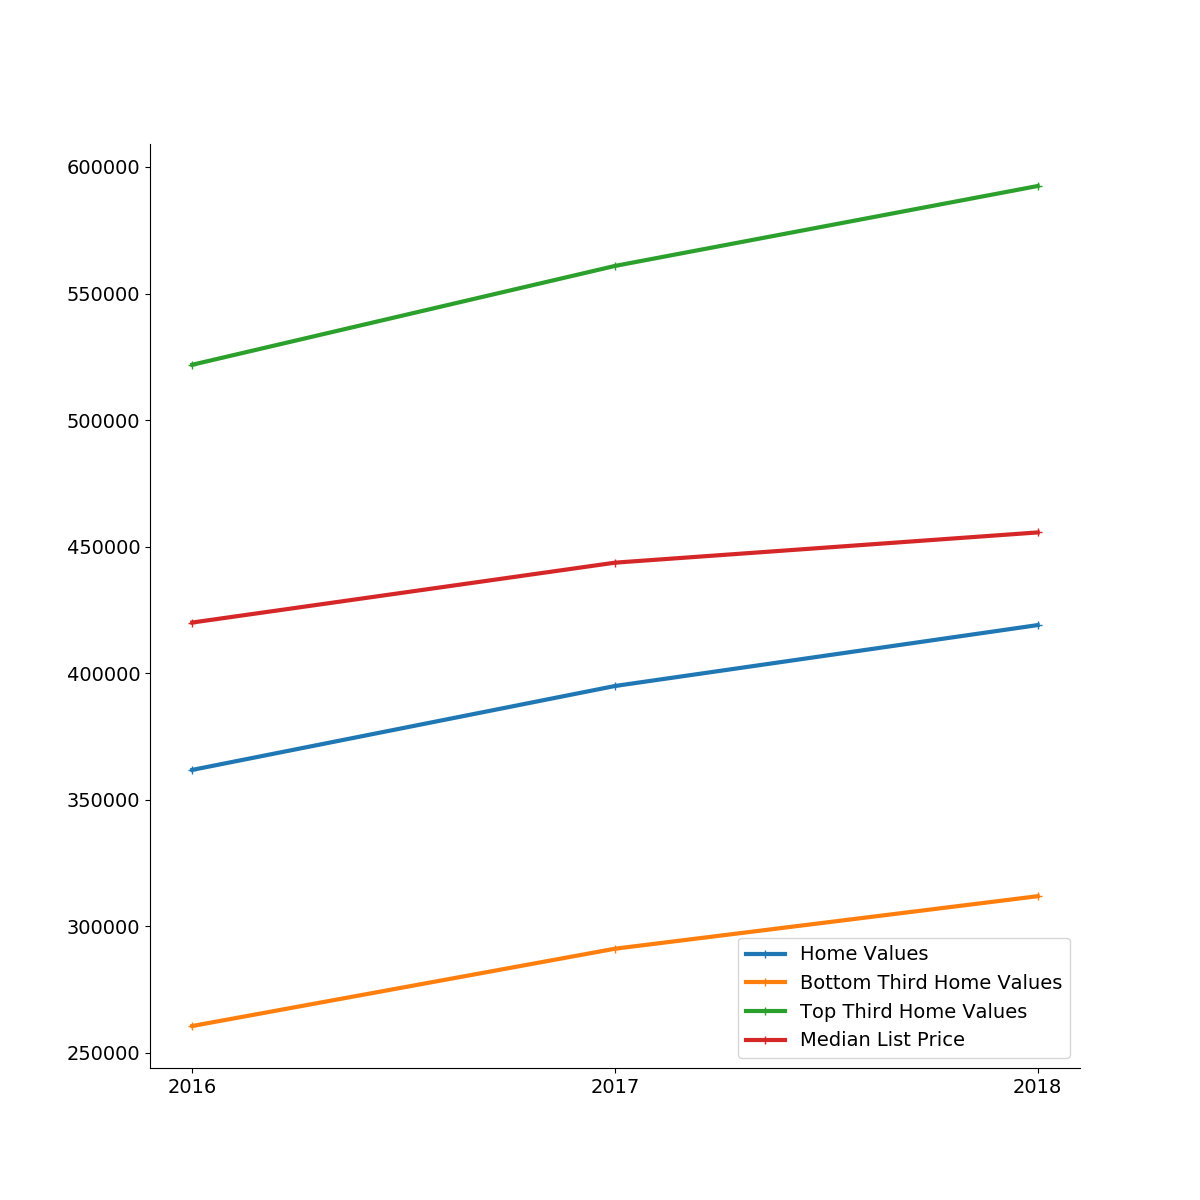 600000
550000
500000
450000
400000
350000
300000
250000
2016 2017 2018
Home Values
Bottom Third Home Values
Top Third Home Values
Median List Price